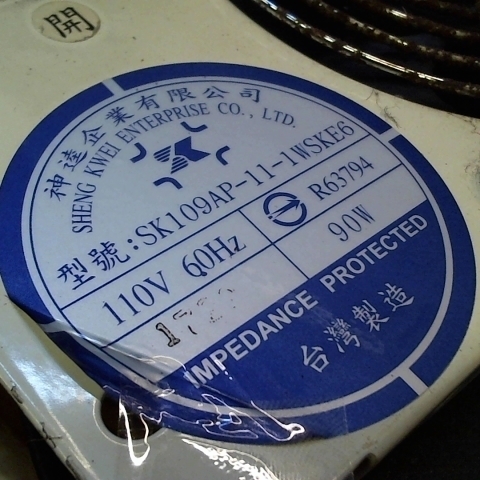 開
神達企業有限公司
SHENG KWEI ENTERPRISE CO., LTD.
SK
型號:SK109AP-11-1WSKE6
110V 60Hz
R63794
90W
IMPEDANCE PROTECTED
台灣製造